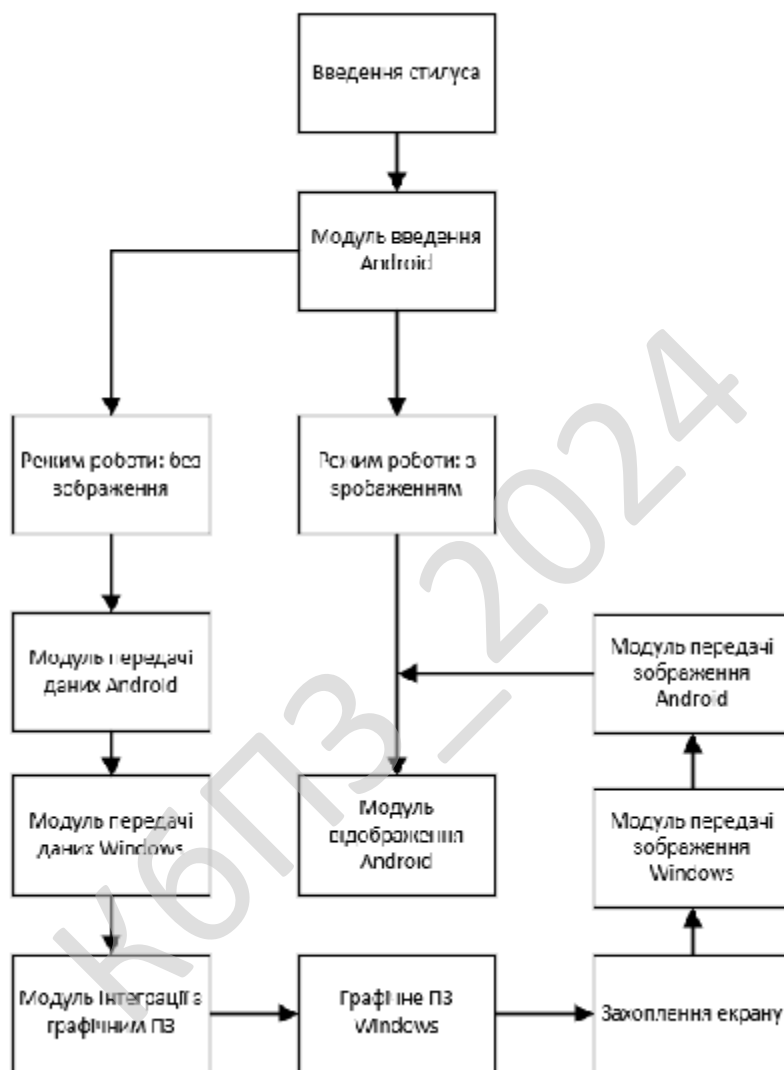 Введення стилуса
Модуль введення
Android
Режим роботи: без
зображення
Режим роботи: з
зробаженням
Модуль передачі
даних Android
Модуль передачі
зображення
Android
Модуль передачі
даних Windows
Модуль
відображення
Android
Модуль передачі
зображення
Windows
Модуль інтеграції з
графічним ПЗ
Графічне ПЗ
Windows
Захоплення екрану
КбПЗ_2024